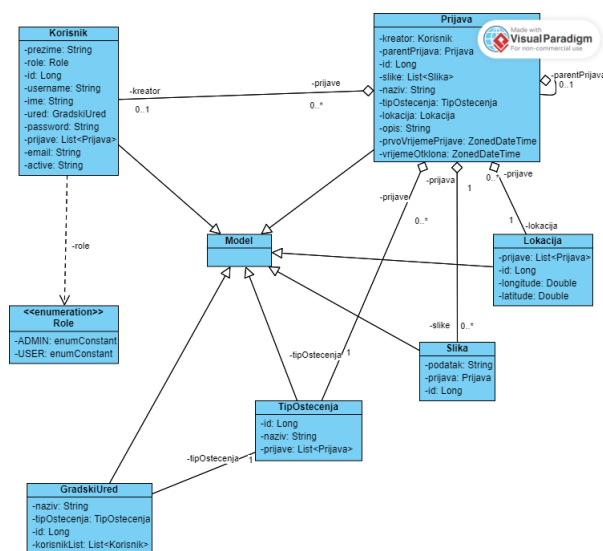 Korisnik
-prezime: String
-role: Role
-id: Long
-username: String
-ime: String
-ured: GradskiUred
-password: String
-prijave: List<Prijava>
-email: String
-active: String
Prijava
-kreator: Korisnik
-parentPrijava: Prijava
-id: Long
-slike: List<Slika>
-naziv: String
-tipOstecenja: TipOstecenja
-lokacija: Lokacija
-opis: String
-prvoVrijemePrijave: ZonedDateTime
-vrijemeOtklona: ZonedDateTime
Made with
Visual Paradigm
For non-commercial use
-parentPrijava
0..1
-kreator
0..1
-prijave
0..*
-prijave
0..*
-prijava
1
-prijave
0..*
1
-lokacija
-role
Model
Lokacija
-prijave: List<Prijava>
-id: Long
-longitude: Double
-latitude: Double
<<enumeration>>
Role
-ADMIN: enumConstant
-USER: enumConstant
-slike
0..*
Slika
-podatak: String
-prijava: Prijava
-id: Long
-tipOstecenja
1
TipOstecenja
-id: Long
-naziv: String
-prijave: List<Prijava>
-tipOstecenja
1
GradskiUred
-naziv: String
-tipOstecenja: TipOstecenja
-id: Long
-korisnikList: List<Korisnik>